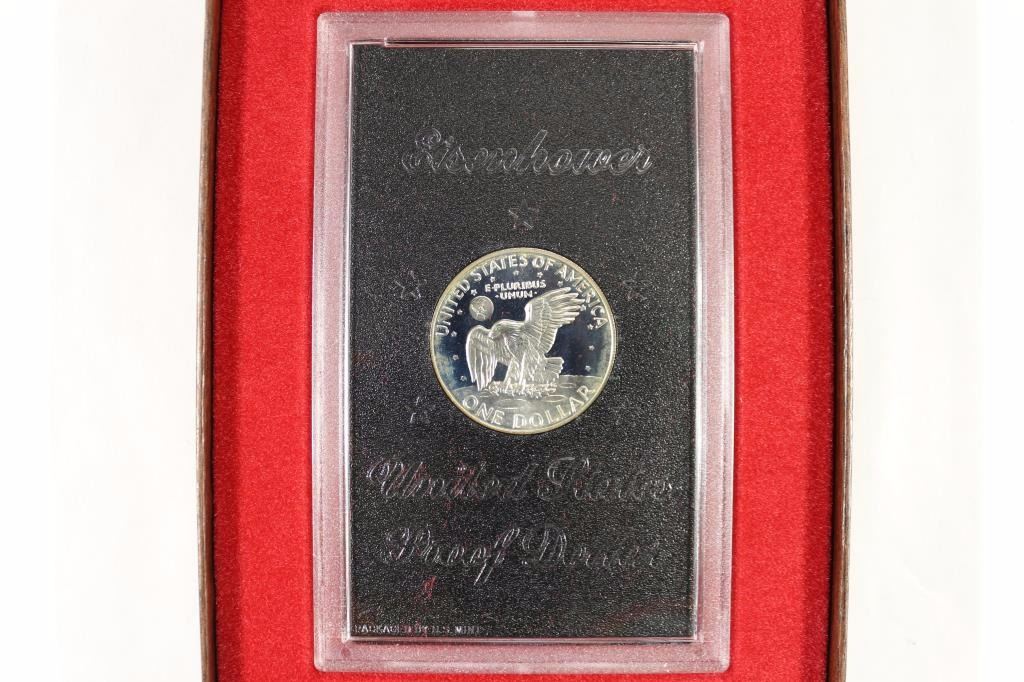 Eisenhower
UNITED STATES OF AMERICA
E·PLURIBUS
·UNUM·
ONE DOLLAR
United States
Proof Dollar
PACKAGED BY U.S. MINT